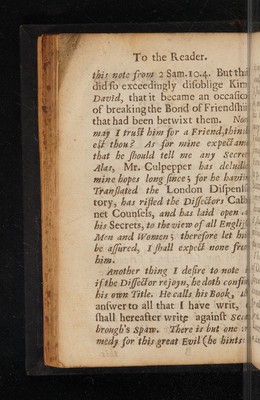 To the Reader.
this note from 2 Sam. 10. 4. But this
did so exceedingly disoblige King
David, that it became an occasion
of breaking the Bond of Friendship
that had been betwixt them. Now
may I trust him for a Friend, think-
est thou? As for mine expect
that he should tell me any Secret
Alas, Mr. Culpepper has deluded
mine hopes long since; for he having
Translated the London Dispens
tory, has rifled the Dissectors Cabi
net Counsels, and has laid open
his Secrets, to the view of all English
Men and Women; therefore let h
be assured, I shall expect none from
him.
Another thing I desire to note
if the Dissector rejoyn, he doth conf
his own Title. He calls his Book,
answer to all that I have writ,
shall hereafter write against Sca
brough's Spaw. There is but one
medy for this great Evil (he hints